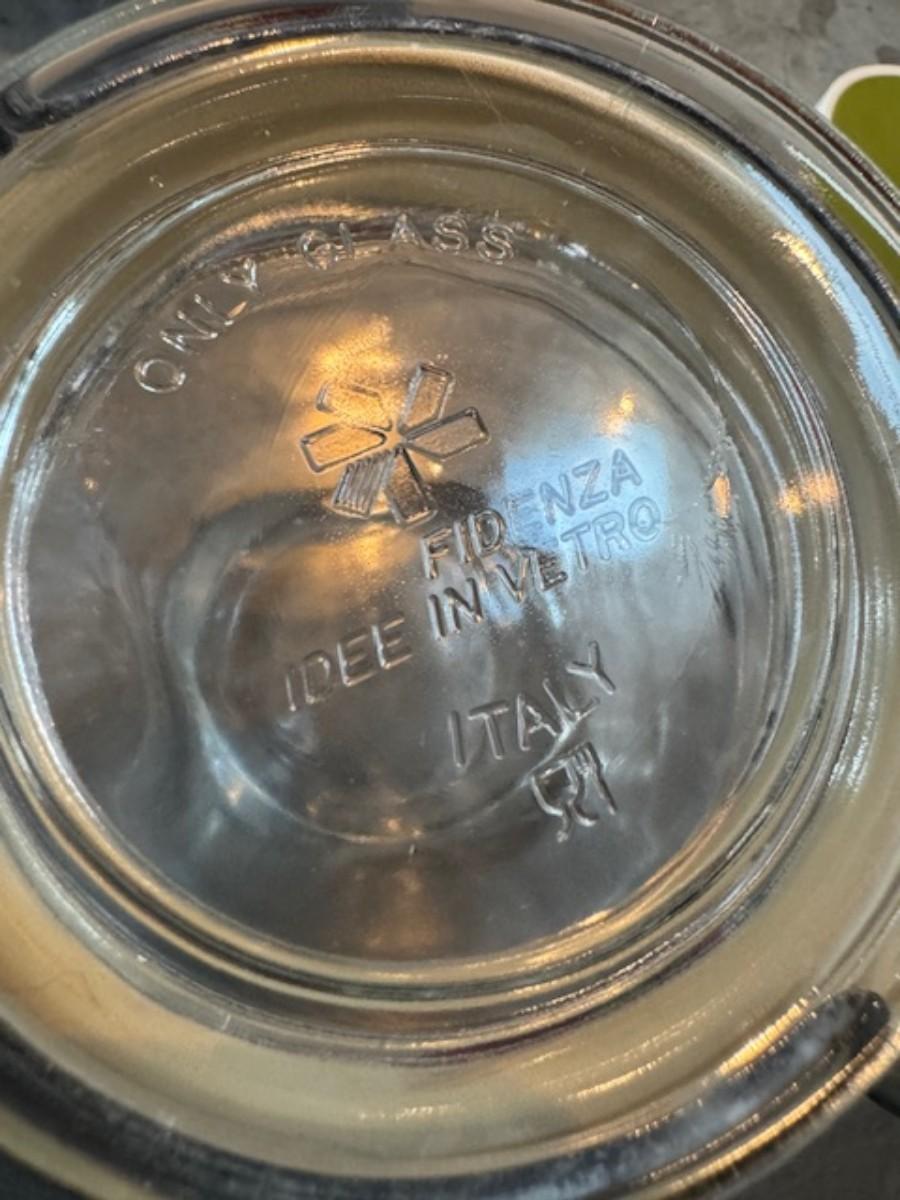 ONLY GLASS
FIDENZA
IDEE IN VETRO
ITALY